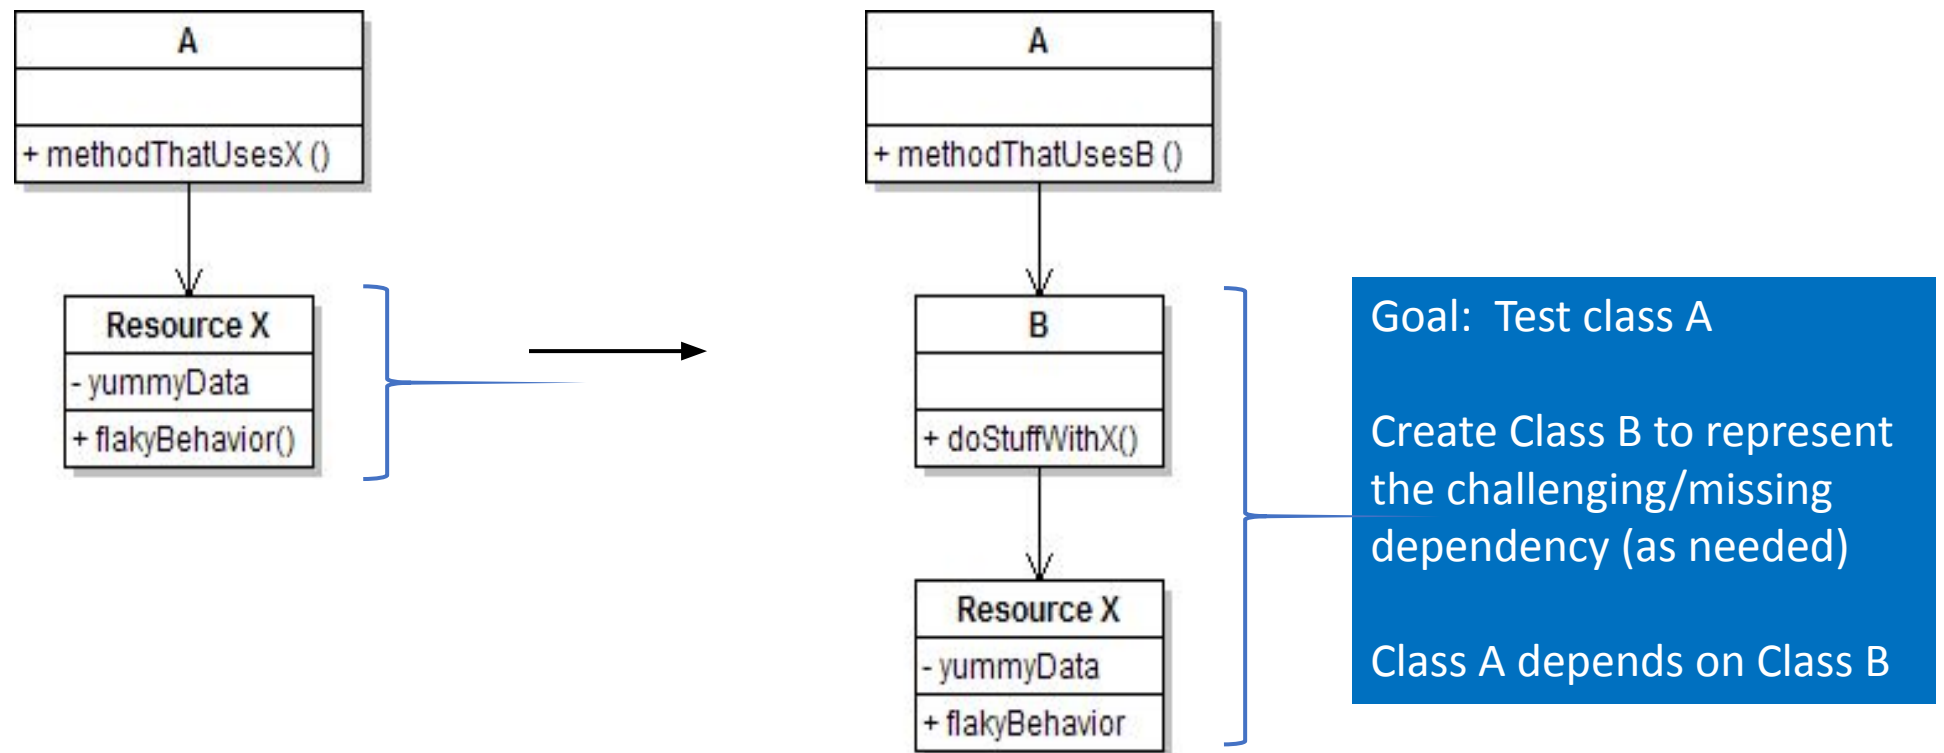 A
+ methodThatUsesX ()
Resource X
- yummyData
+ flakyBehavior()
A
+ methodThatUsesB ()
B
+ doStuffWithX()
Resource X
- yummyData
+ flakyBehavior
Goal:  Test class A
Create Class B to represent
the challenging/missing
dependency (as needed)
Class A depends on Class B